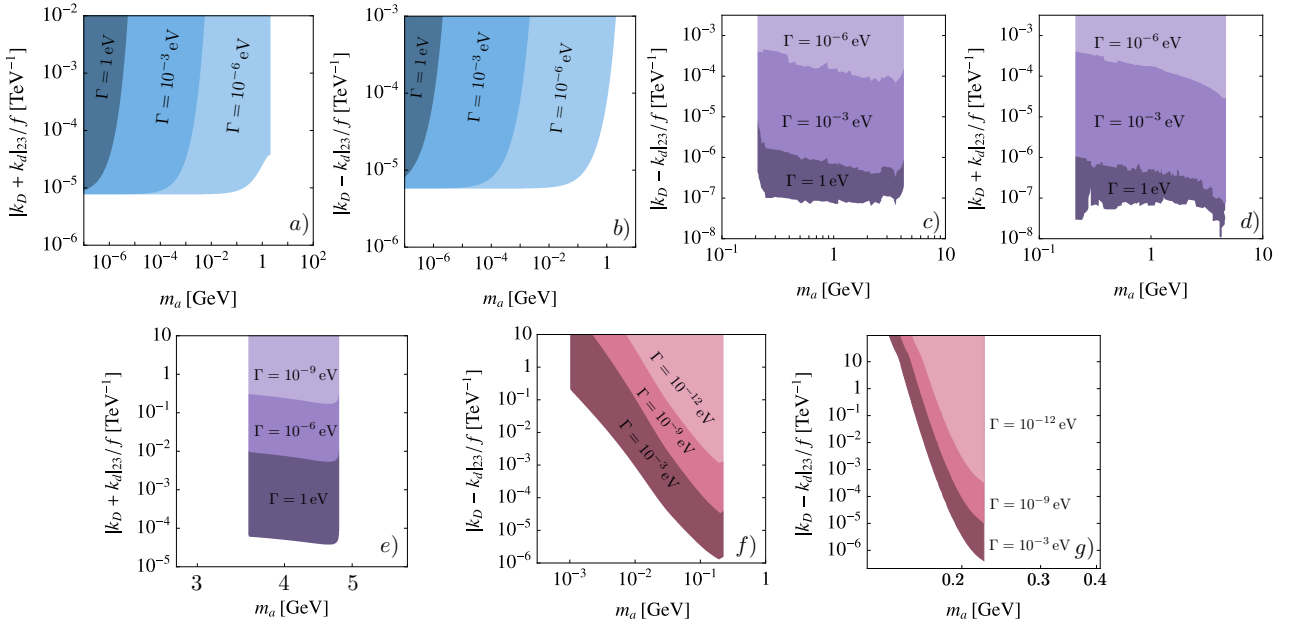 |k_D + k_d|_23/f [TeV⁻¹]
10⁻²
10⁻³
10⁻⁴
10⁻⁵
10⁻⁶
Γ = 1 eV
Γ = 10⁻³ eV
Γ = 10⁻⁶ eV
a)
10⁻⁶ 10⁻⁴ 10⁻² 1 10²
m_a [GeV]
|k_D − k_d|_23/f [TeV⁻¹]
10⁻³
10⁻⁴
10⁻⁵
10⁻⁶
Γ = 1 eV
Γ = 10⁻³ eV
Γ = 10⁻⁶ eV
b)
10⁻⁶ 10⁻⁴ 10⁻² 1
m_a [GeV]
|k_D − k_d|_23/f [TeV⁻¹]
10⁻³
10⁻⁴
10⁻⁵
10⁻⁶
10⁻⁷
10⁻⁸
Γ = 10⁻⁶ eV
Γ = 10⁻³ eV
Γ = 1 eV
c)
10⁻¹ 1 10
m_a [GeV]
|k_D + k_d|_23/f [TeV⁻¹]
10⁻³
10⁻⁴
10⁻⁵
10⁻⁶
10⁻⁷
10⁻⁸
Γ = 10⁻⁶ eV
Γ = 10⁻³ eV
Γ = 1 eV
d)
10⁻¹ 1 10
m_a [GeV]
|k_D + k_d|_23/f [TeV⁻¹]
10
1
10⁻¹
10⁻²
10⁻³
10⁻⁴
10⁻⁵
Γ = 10⁻⁹ eV
Γ = 10⁻⁶ eV
Γ = 1 eV
e)
3 4 5
m_a [GeV]
|k_D − k_d|_23/f [TeV⁻¹]
10
1
10⁻¹
10⁻²
10⁻³
10⁻⁴
10⁻⁵
10⁻⁶
Γ = 10⁻¹² eV
Γ = 10⁻⁹ eV
Γ = 10⁻³ eV
f)
10⁻³ 10⁻² 10⁻¹ 1
m_a [GeV]
|k_D − k_d|_23/f [TeV⁻¹]
10
1
10⁻¹
10⁻²
10⁻³
10⁻⁴
10⁻⁵
10⁻⁶
Γ = 10⁻¹² eV
Γ = 10⁻⁹ eV
Γ = 10⁻³ eV
g)
0.2 0.3 0.4
m_a [GeV]